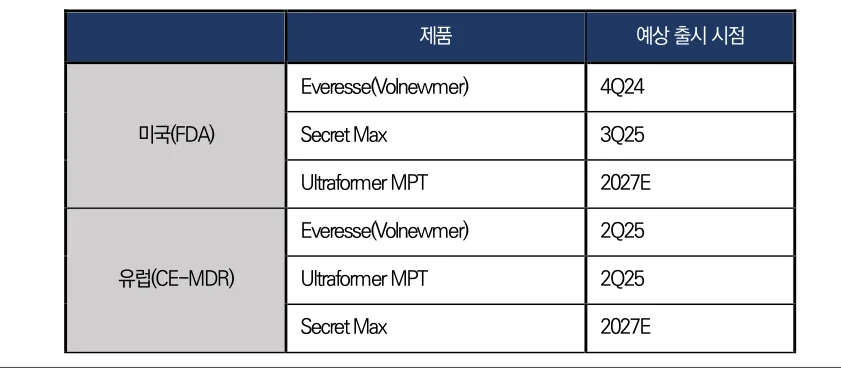 제품 예상 출시 시점
미국(FDA)
Everesse(Volnewmer) 4Q24
Secret Max 3Q25
Ultraformer MPT 2027E
유럽(CE-MDR)
Everesse(Volnewmer) 2Q25
Ultraformer MPT 2Q25
Secret Max 2027E